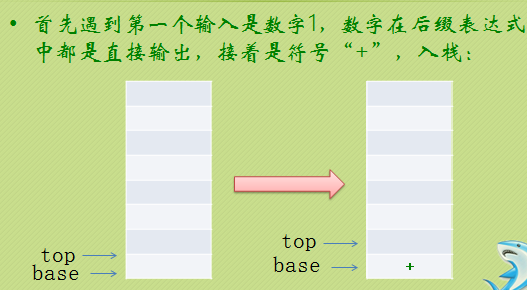 • 首先遇到第一个输入是数字1，数字在后缀表达式
中都是直接输出，接着是符号“+”，入栈：
top
base
top
base
+